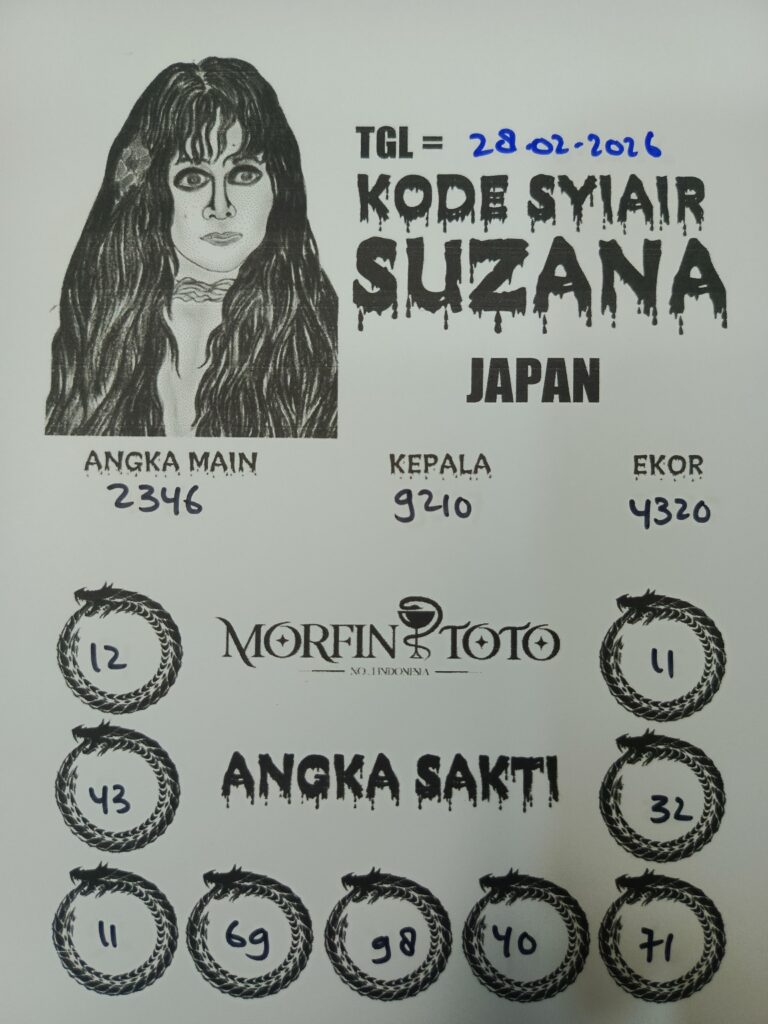 TGL = 28-02-2026
KODE SYIAIR
SUZANA
JAPAN
ANGKA MAIN KEPALA EKOR
2346 9210 4320
12 MORFIN TOTO 11
NO. 1 INDONESIA
43 ANGKA SAKTI 32
11 69 98 40 71